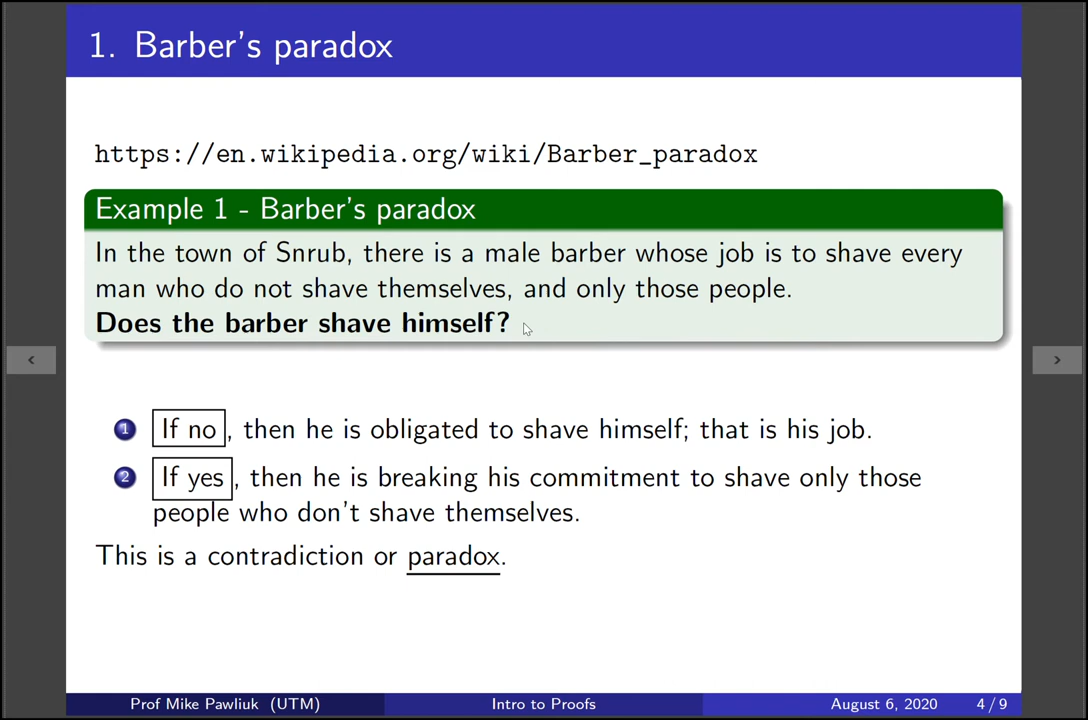 1. Barber's paradox
https://en.wikipedia.org/wiki/Barber_paradox
Example 1 - Barber's paradox
In the town of Snrub, there is a male barber whose job is to shave every
man who do not shave themselves, and only those people.
Does the barber shave himself?
1 If no, then he is obligated to shave himself; that is his job.
2 If yes, then he is breaking his commitment to shave only those
people who don't shave themselves.
This is a contradiction or paradox.
Prof Mike Pawliuk (UTM) Intro to Proofs August 6, 2020 4 / 9